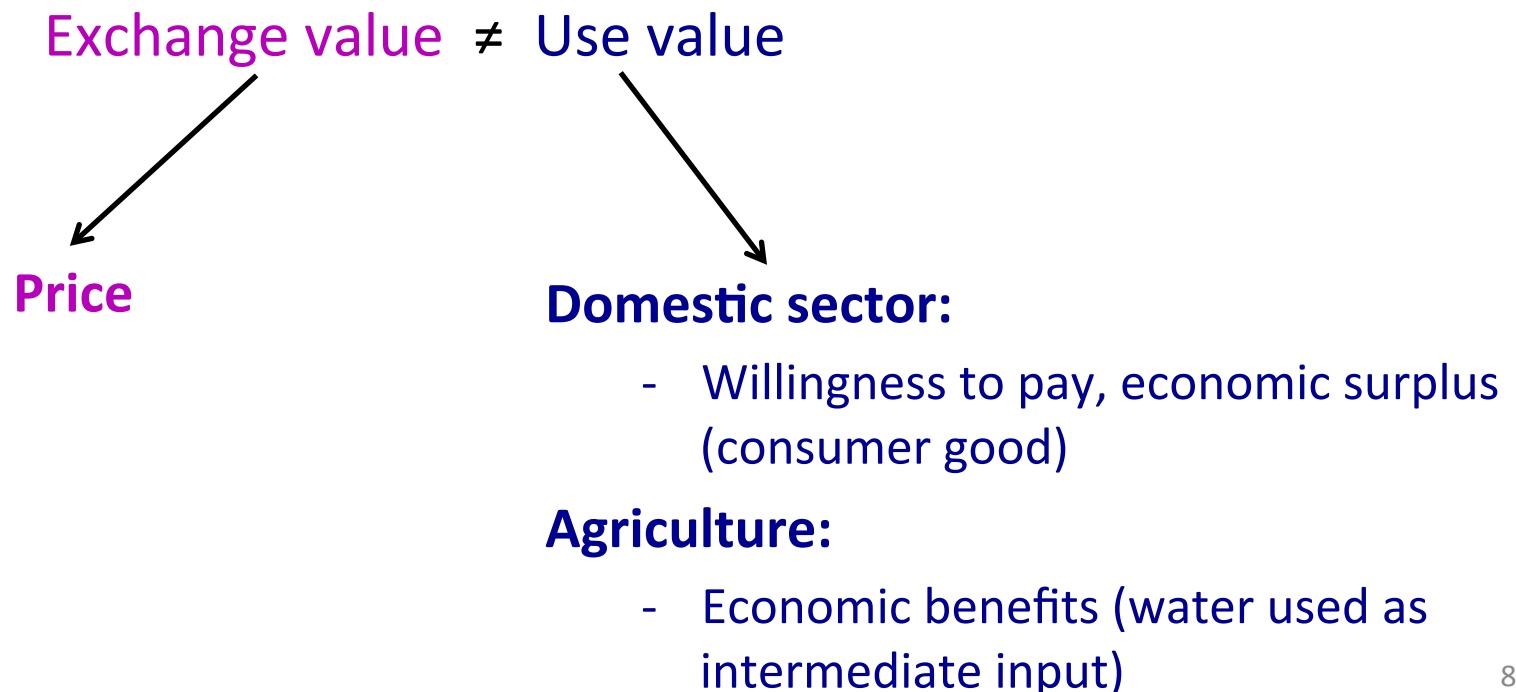 Exchange value ≠ Use value
Price
Domestic sector:
- Willingness to pay, economic surplus
(consumer good)
Agriculture:
- Economic benefits (water used as
intermediate input)
8